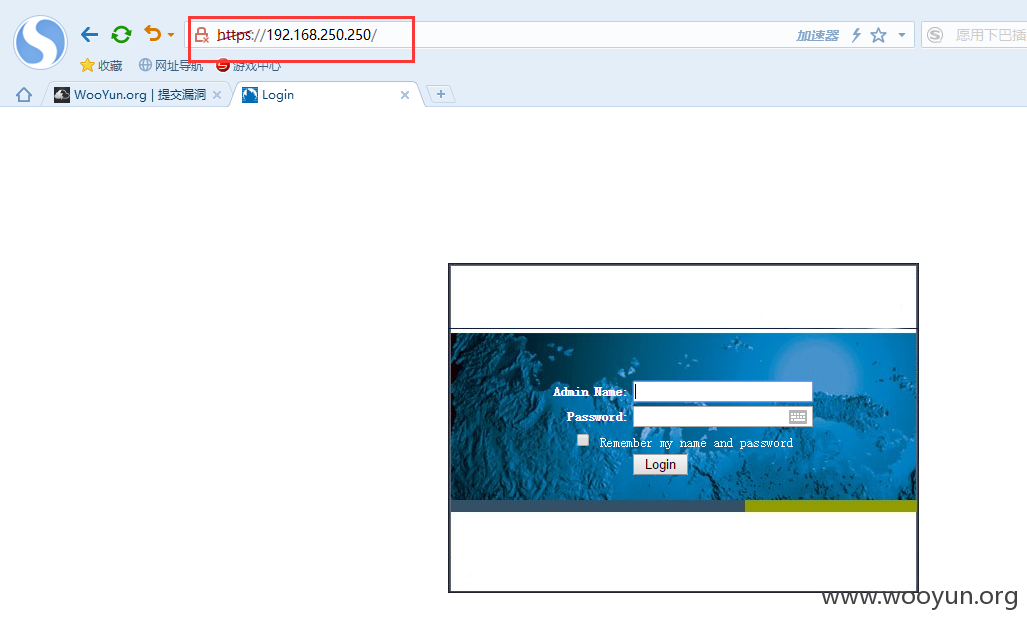 https://192.168.250.250/
加速器
愿用下巴插
收藏 网址导航 游戏中心
WooYun.org | 提交漏洞 Login
Admin Name:
Password:
Remember my name and password
Login
www.wooyun.org